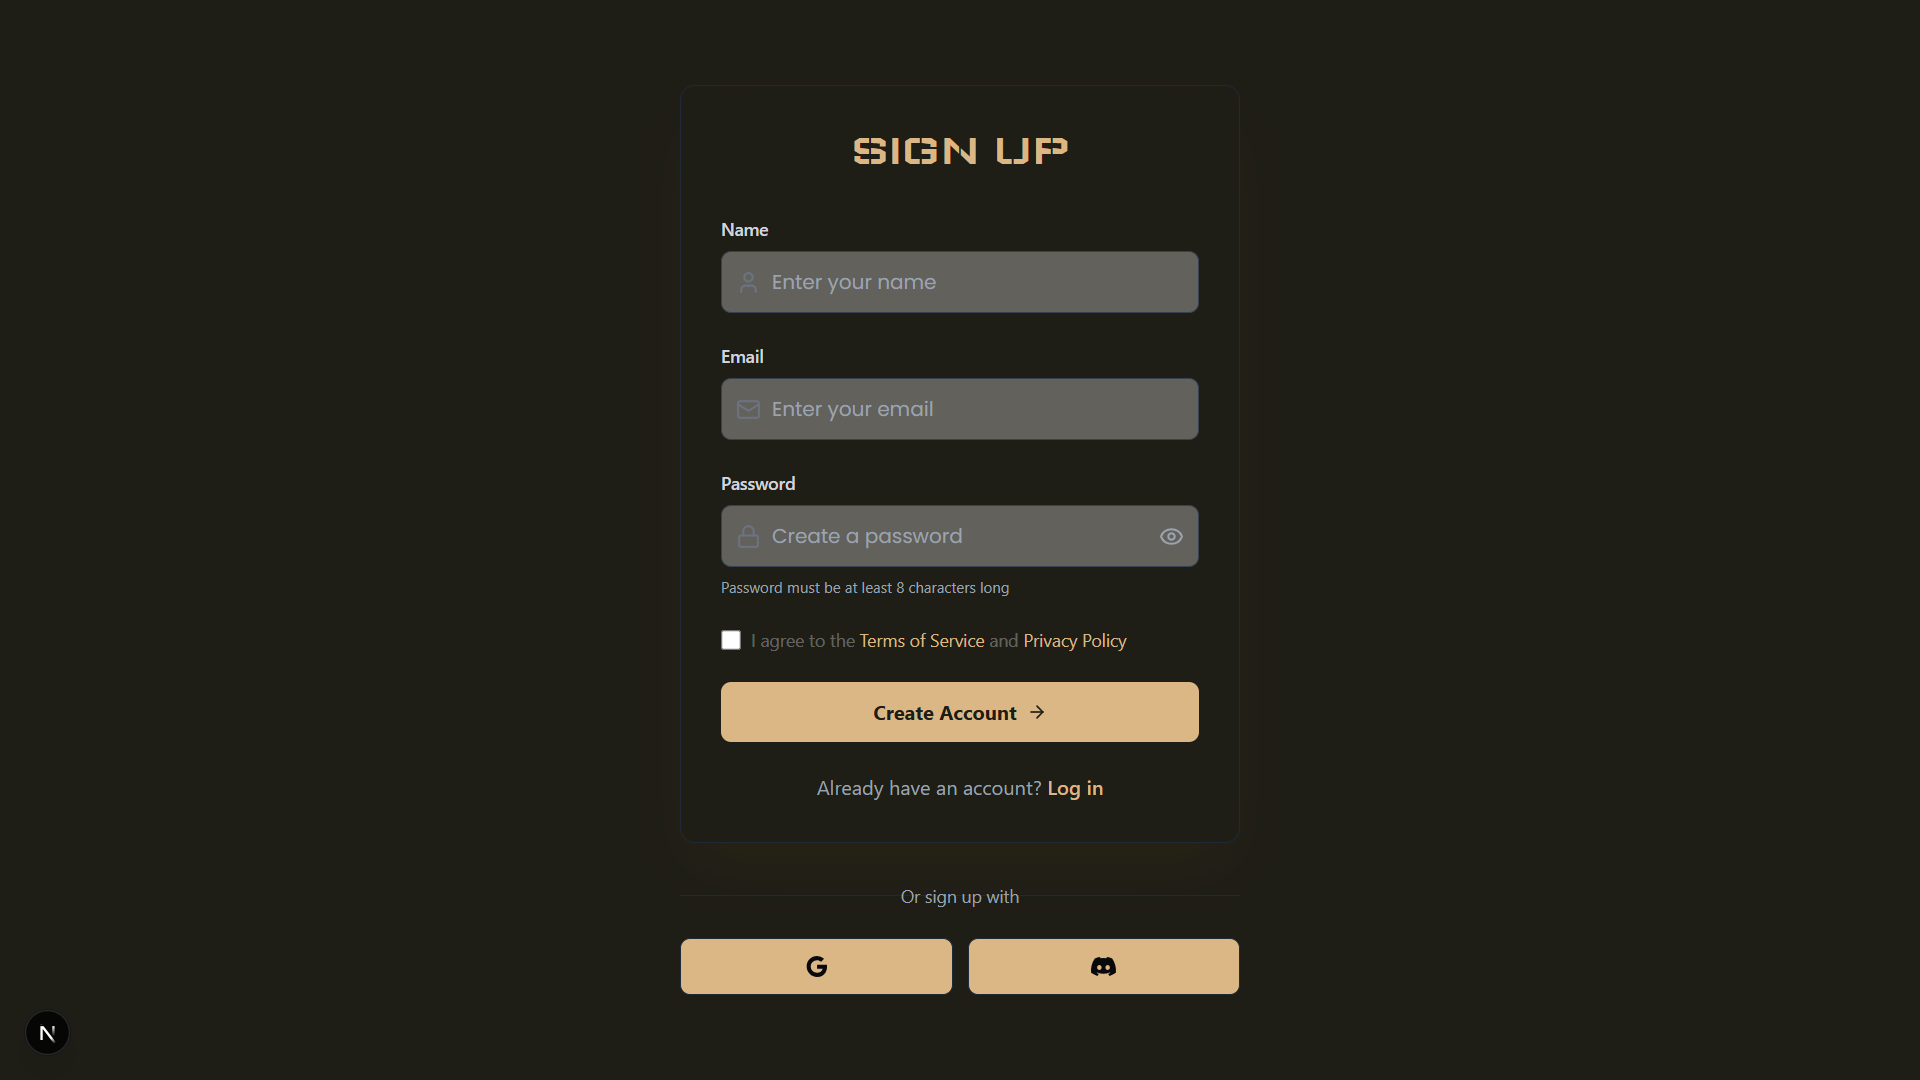 SIGN UP
Name
Enter your name
Email
Enter your email
Password
Create a password
Password must be at least 8 characters long
I agree to the Terms of Service and Privacy Policy
Create Account →
Already have an account? Log in
Or sign up with
G
N